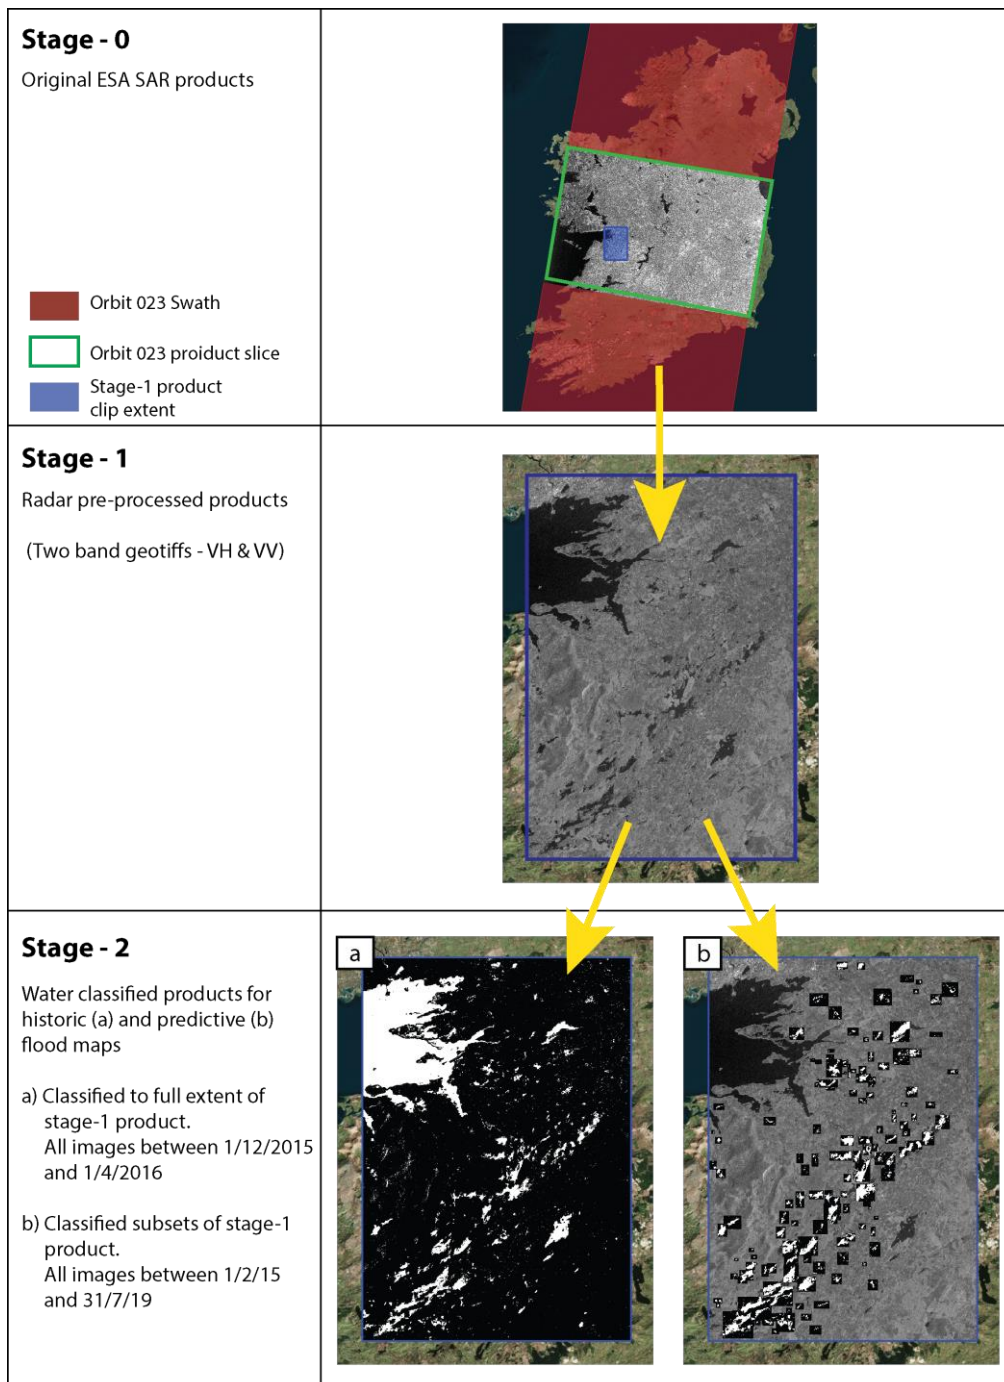 Stage - 0
Original ESA SAR products
Orbit 023 Swath
Orbit 023 proiduct slice
Stage-1 product
clip extent
Stage - 1
Radar pre-processed products
(Two band geotiffs - VH & VV)
Stage - 2
Water classified products for
historic (a) and predictive (b)
flood maps
a) Classified to full extent of
stage-1 product.
All images between 1/12/2015
and 1/4/2016
b) Classified subsets of stage-1
product.
All images between 1/2/15
and 31/7/19
a
b